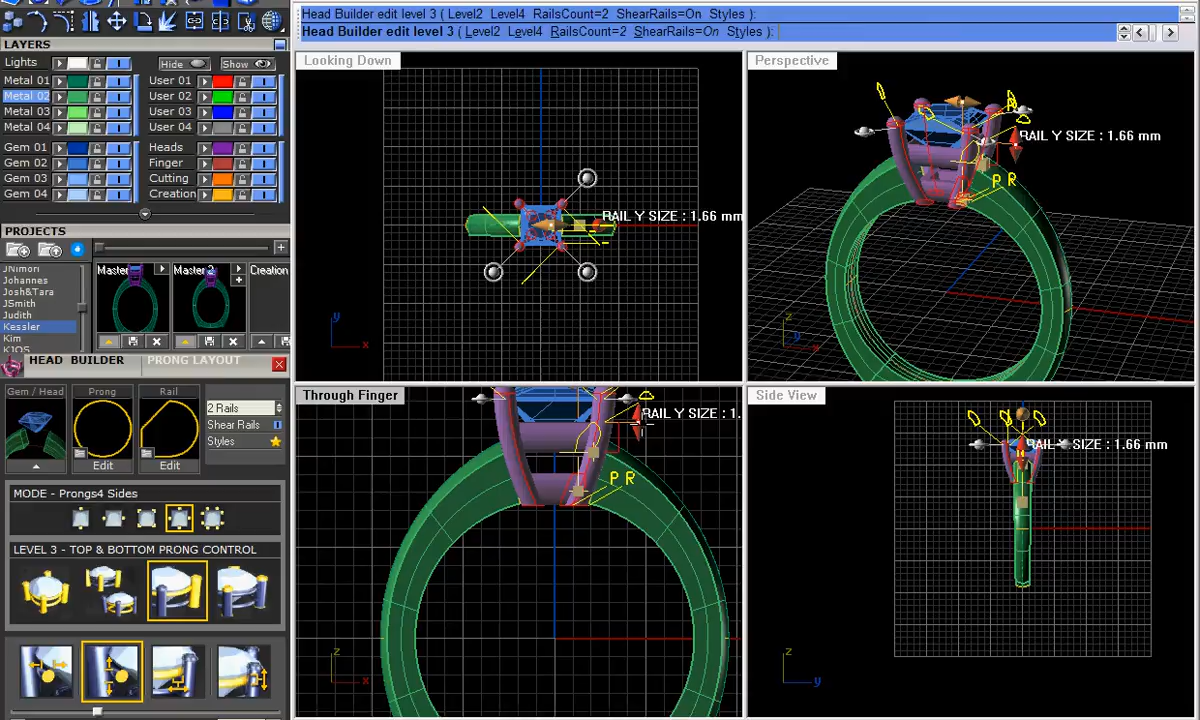 Head Builder edit level 3 ( Level2  Level4  RailsCount=2  ShearRails=On  Styles ):
Head Builder edit level 3 ( Level2  Level4  RailsCount=2  ShearRails=On  Styles ):
LAYERS
Lights
Hide
Show
Metal 01
User 01
Metal 02
User 02
Metal 03
User 03
Metal 04
User 04
Gem 01
Heads
Gem 02
Finger
Gem 03
Cutting
Gem 04
Creation
PROJECTS
JNimori
Johannes
Josh&Tara
JSmith
Judith
Kessler
Kim
KJOS
Master
Master 2
Creation
HEAD BUILDER
PRONG LAYOUT
Gem / Head
Prong
Rail
Edit
Edit
2 Rails
Shear Rails
Styles
MODE - Prongs4 Sides
LEVEL 3 - TOP & BOTTOM PRONG CONTROL
Looking Down
RAIL Y SIZE : 1.66 mm
y
x
Perspective
RAIL Y SIZE : 1.66 mm
P R
z
y
x
Through Finger
RAIL Y SIZE : 1.
P R
z
x
Side View
RAIL Y SIZE : 1.66 mm
z
y